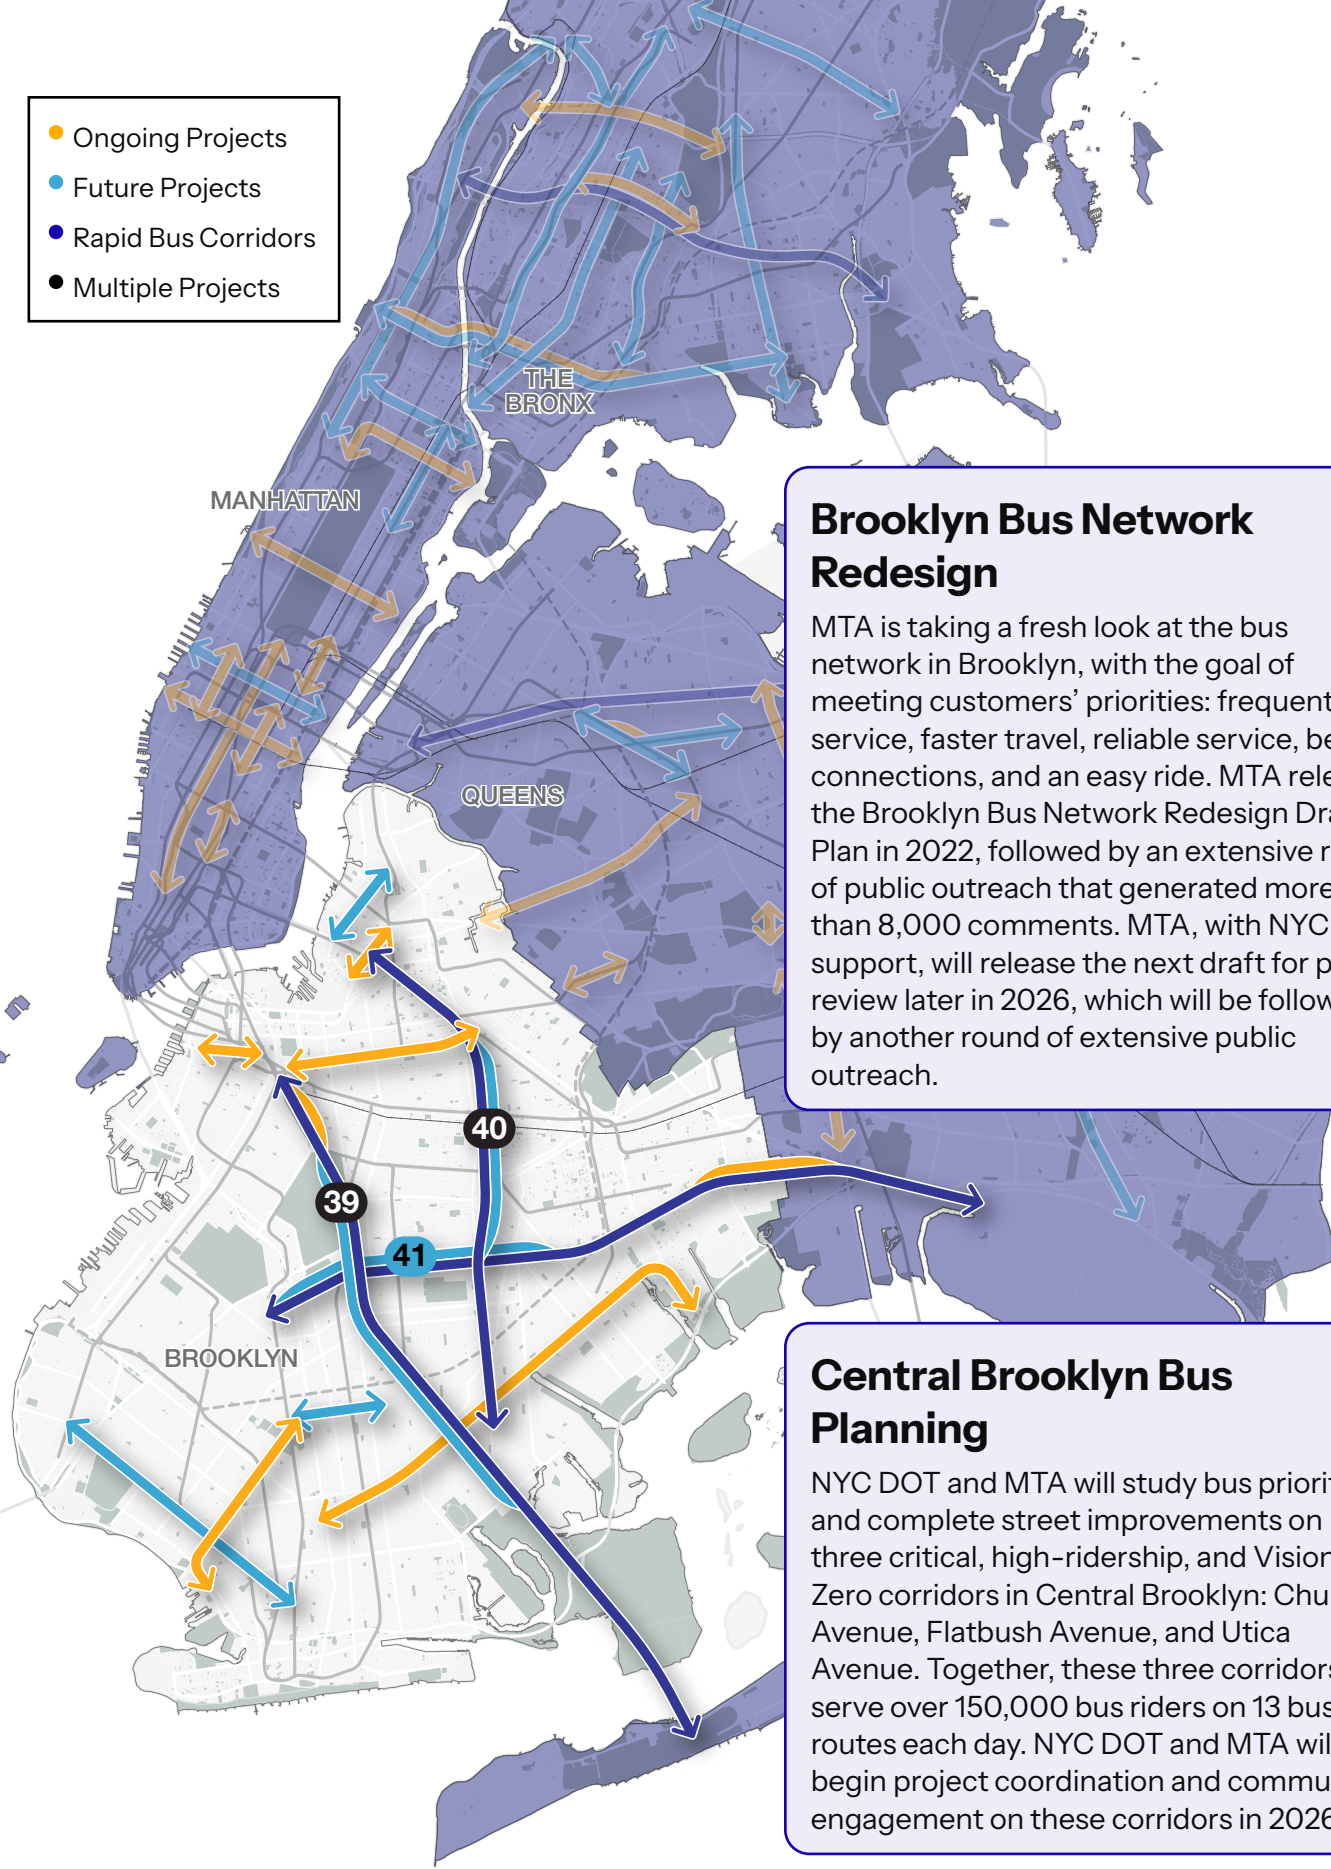 Ongoing Projects
Future Projects
Rapid Bus Corridors
Multiple Projects
THE
BRONX
MANHATTAN
QUEENS
BROOKLYN
40
39
41
Brooklyn Bus Network
Redesign
MTA is taking a fresh look at the bus
network in Brooklyn, with the goal of
meeting customers’ priorities: frequent
service, faster travel, reliable service,
connections, and an easy ride. MTA
the Brooklyn Bus Network Redesign
Plan in 2022, followed by an extensive
of public outreach that generated more
than 8,000 comments. MTA, with NYC
support, will release the next draft for
review later in 2026, which will be
by another round of extensive public
outreach.
Central Brooklyn Bus
Planning
NYC DOT and MTA will study bus
and complete street improvements on
three critical, high-ridership, and Vision
Zero corridors in Central Brooklyn:
Avenue, Flatbush Avenue, and Utica
Avenue. Together, these three corridors
serve over 150,000 bus riders on 13 bus
routes each day. NYC DOT and MTA will
begin project coordination and
engagement on these corridors in 2026